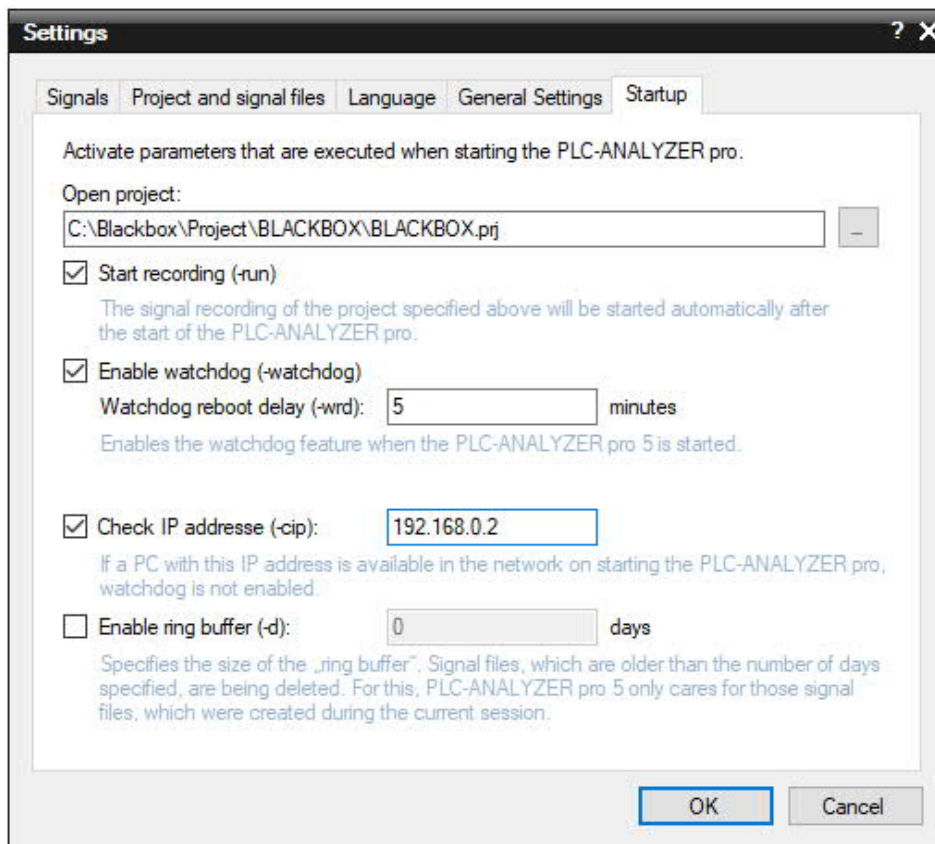 Settings
?
Signals Project and signal files Language General Settings Startup
Activate parameters that are executed when starting the PLC-ANALYZER pro.
Open project:
C:\Blackbox\Project\BLACKBOX\BLACKBOX.prj ...
Start recording (-run)
The signal recording of the project specified above will be started automatically after
the start of the PLC-ANALYZER pro.
Enable watchdog (-watchdog)
Watchdog reboot delay (-wrd): 5 minutes
Enables the watchdog feature when the PLC-ANALYZER pro 5 is started.
Check IP addresse (-cip): 192.168.0.2
If a PC with this IP address is available in the network on starting the PLC-ANALYZER pro,
watchdog is not enabled.
Enable ring buffer (-d): 0 days
Specifies the size of the „ring buffer“. Signal files, which are older than the number of days
specified, are being deleted. For this, PLC-ANALYZER pro 5 only cares for those signal
files, which were created during the current session.
OK Cancel